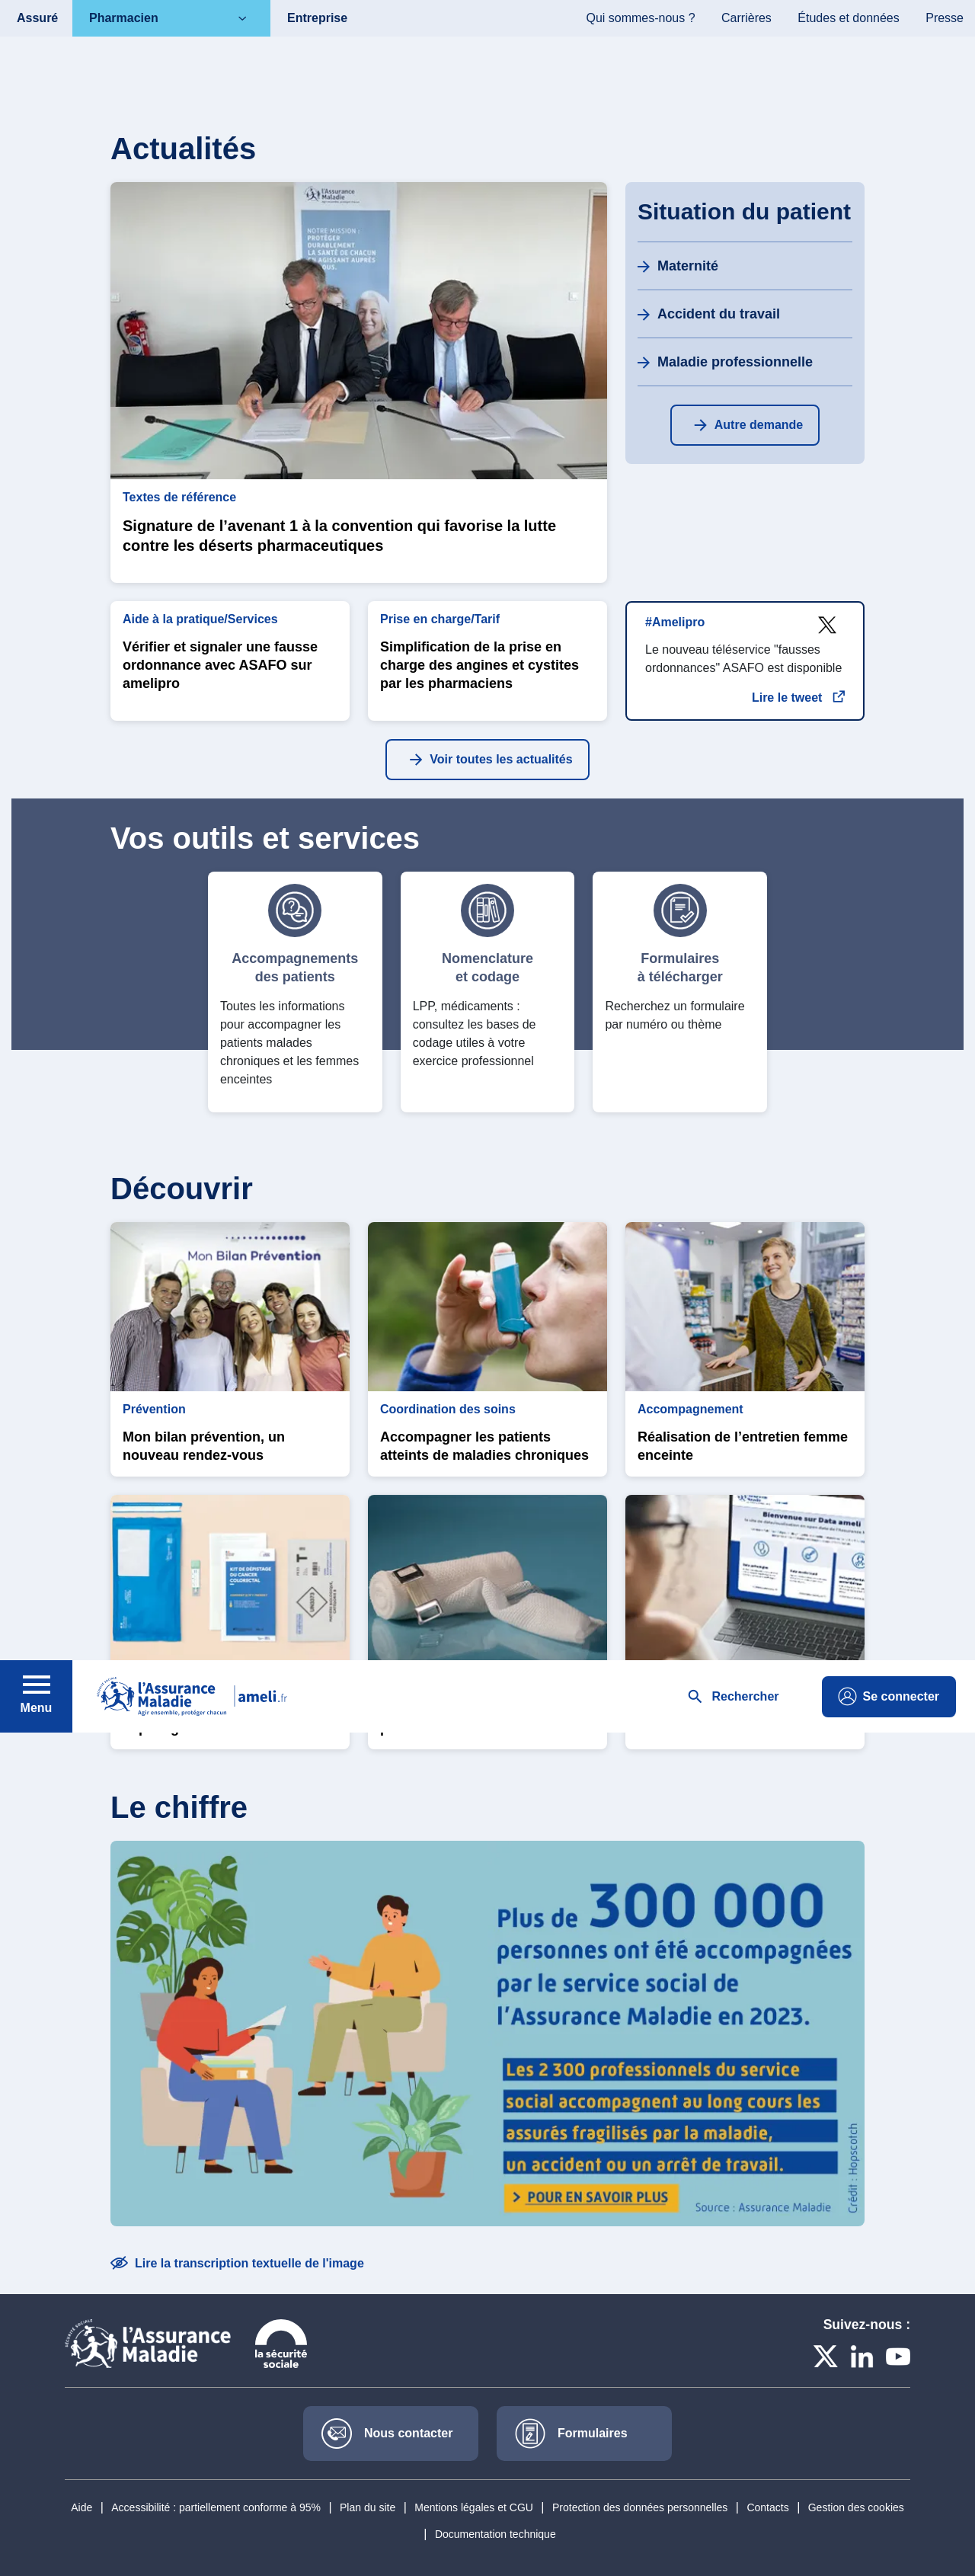 Assuré
Pharmacien
Entreprise
Qui sommes-nous ?
Carrières
Études et données
Presse
Actualités
l'Assurance
Maladie
NOTRE MISSION :
PROTÉGER
DURABLEMENT
LA SANTÉ DE CHACUN
EN AGISSANT AUPRÈS
Textes de référence
Signature de l’avenant 1 à la convention qui favorise la lutte
contre les déserts pharmaceutiques
Situation du patient
Maternité
Accident du travail
Maladie professionnelle
Autre demande
Aide à la pratique/Services
Vérifier et signaler une fausse
ordonnance avec ASAFO sur
amelipro
Prise en charge/Tarif
Simplification de la prise en
charge des angines et cystites
par les pharmaciens
#Amelipro
Le nouveau téléservice "fausses
ordonnances" ASAFO est disponible
Lire le tweet
Voir toutes les actualités
Vos outils et services
Accompagnements
des patients
Toutes les informations
pour accompagner les
patients malades
chroniques et les femmes
enceintes
Nomenclature
et codage
LPP, médicaments :
consultez les bases de
codage utiles à votre
exercice professionnel
Formulaires
à télécharger
Recherchez un formulaire
par numéro ou thème
Découvrir
Mon Bilan Prévention
Prévention
Mon bilan prévention, un
nouveau rendez-vous
Coordination des soins
Accompagner les patients
atteints de maladies chroniques
Accompagnement
Réalisation de l’entretien femme
enceinte
KIT DE DÉPISTAGE
DU CANCER
COLORECTAL
Bienvenue sur Data ameli
Menu
l'Assurance
Maladie
Agir ensemble, protéger chacun
ameli.fr
Rechercher
Se connecter
Le chiffre
Plus de 300 000
personnes ont été accompagnées
par le service social de
l’Assurance Maladie en 2023.
Les 2 300 professionnels du service
social accompagnent au long cours les
assurés fragilisés par la maladie,
un accident ou un arrêt de travail.
> POUR EN SAVOIR PLUS
Source : Assurance Maladie
Crédit : Hopscotch
Lire la transcription textuelle de l'image
SÉCURITÉ SOCIALE
l'Assurance
Maladie
la sécurité
sociale
Suivez-nous :
Nous contacter
Formulaires
Aide | Accessibilité : partiellement conforme à 95% | Plan du site | Mentions légales et CGU | Protection des données personnelles | Contacts | Gestion des cookies
| Documentation technique